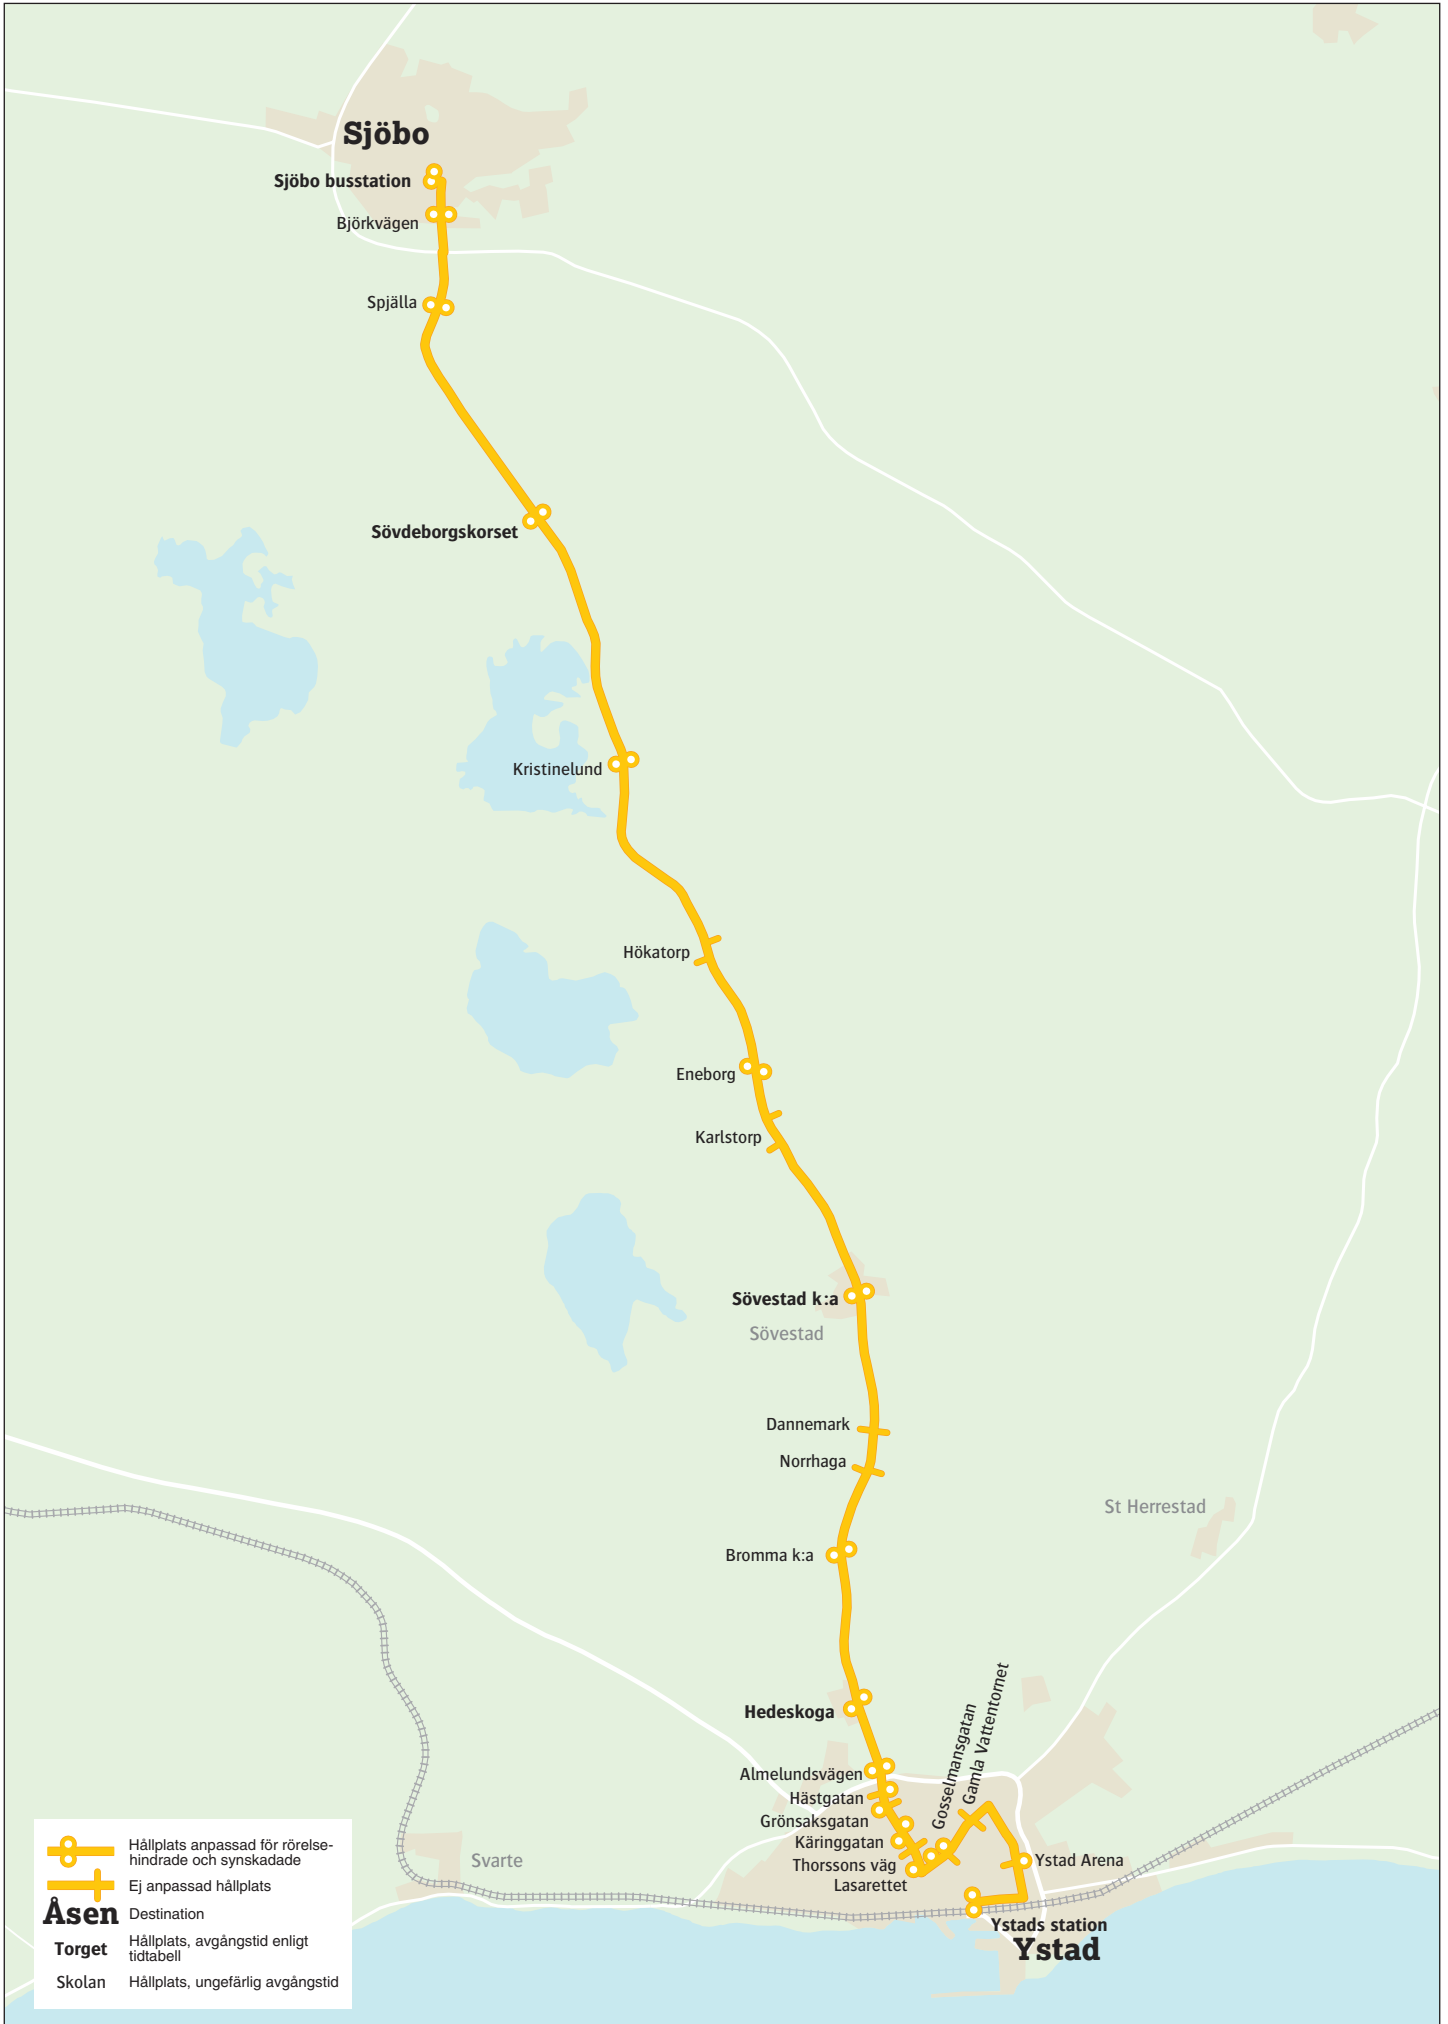 Sjöbo
Sjöbo busstation
Björkvägen
Spjälla
Sövdeborgskorset
Kristinelund
Hökatorp
Eneborg
Karlstorp
Sövestad k:a
Sövestad
Dannemark
Norrhaga
St Herrestad
Bromma k:a
Hedeskoga
Gosselmansgatan
Gamla Vattentornet
Almelundsvägen
Hästgatan
Grönsaksgatan
Käringgatan
Thorssons väg
Lasarettet
Ystad Arena
Svarte
Ystads station
Ystad
Hållplats anpassad för rörelse-
hindrade och synskadade
Ej anpassad hållplats
Åsen Destination
Torget Hållplats, avgångstid enligt
tidtabell
Skolan Hållplats, ungefärlig avgångstid